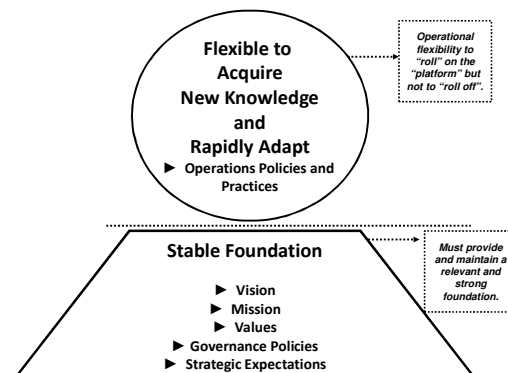 Flexible to
Acquire
New Knowledge
and
Rapidly Adapt
► Operations Policies and
Practices
Operational
flexibility to
“roll” on the
“platform” but
not to “roll off”.
Stable Foundation
► Vision
► Mission
► Values
► Governance Policies
► Strategic Expectations
Must provide
and maintain a
relevant and
strong
foundation.